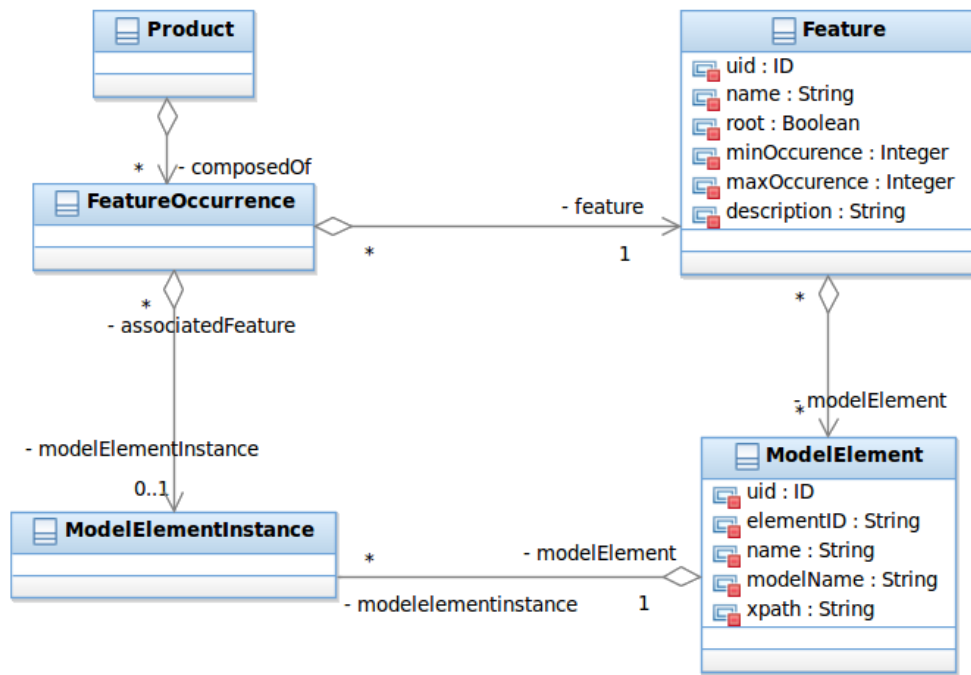 Product
Feature
uid : ID
name : String
root : Boolean
minOccurence : Integer
maxOccurence : Integer
description : String
* - composedOf
FeatureOccurrence
- feature
* 1
*
- associatedFeature
*
- modelElement
*
- modelElementInstance
0..1
ModelElement
uid : ID
elementID : String
name : String
modelName : String
xpath : String
ModelElementInstance
* - modelElement
- modelelementinstance 1